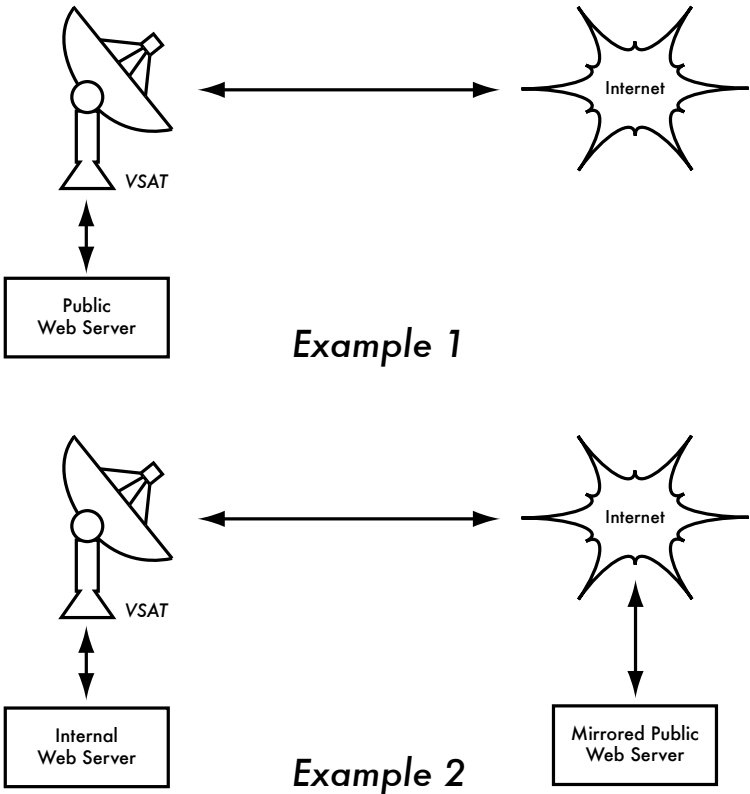 Internet
VSAT
Public
Web Server
Example 1
Internet
VSAT
Internal
Web Server
Mirrored Public
Web Server
Example 2